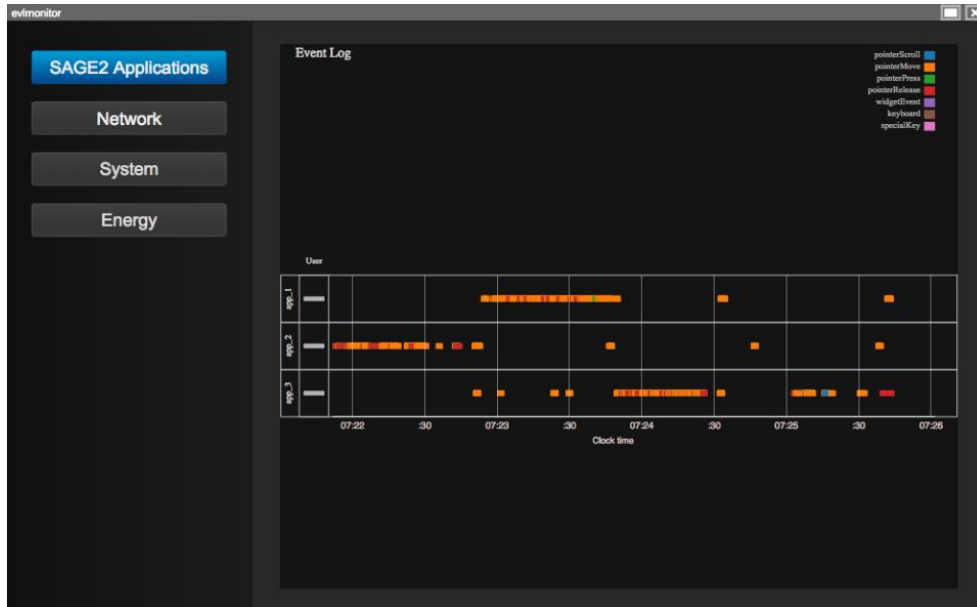 evlmonitor
SAGE2 Applications
Network
System
Energy
Event Log
pointerScroll
pointerMove
pointerPress
pointerRelease
widgetEvent
keyboard
specialKey
User
app_1
app_2
app_3
07:22 :30 07:23 :30 07:24 :30 07:25 :30 07:26
Clock time